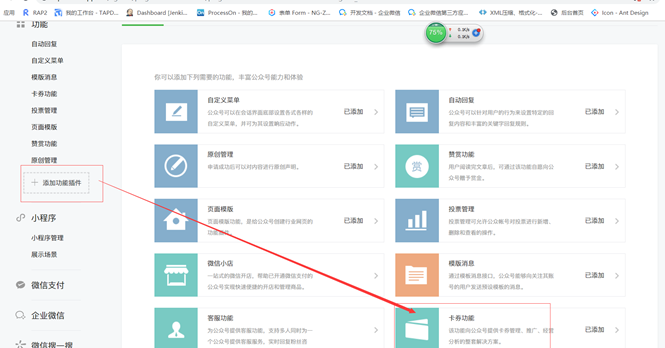 应用 RAP2 我的工作台 - TAPD... Dashboard [Jenki... ProcessOn - 我的... 表单 Form - NG-Z... 开发文档 - 企业微信 企业微信第三方应... XML压缩、格式化-... 后台首页 Icon - Ant Design
75%
0.1K/s
0.3K/s
功能
自动回复
自定义菜单
模版消息
卡券功能
投票管理
页面模版
赞赏功能
原创管理
添加功能插件
小程序
小程序管理
展示场景
微信支付
企业微信
微信搜一搜
你可以添加下列需要的功能，丰富公众号能力和体验
自定义菜单
公众号可以在会话界面底部设置各式各样的
自定义菜单，并可为其设置响应动作。
已添加
自动回复
公众号可以针对用户的行为来设置特定的回
复内容和丰富的关键字回复规则。
已添加
原创管理
申请成功后可以对内容进行原创声明。
已添加
赞
赞赏功能
用户阅读完文章后，可通过该功能自愿向公
众号赠予赏金。
已添加
页面模版
页面模版功能，是给公众号创建行业网页的
功能插件。
已添加
投票管理
投票管理可允许公众帐号对投票进行新增、
删除和查看的操作。
已添加
微信小店
一站式的微信开店，帮助已开通微信支付的
公众号实现快速便捷的开店和管理商品。
模版消息
通过模板消息接口，公众号能够向关注其账
号的用户发送预设模板的消息。
已添加
客服功能
为公众号提供客服功能，支持多人同时为一
个公众号提供客服服务，实时回复粉丝咨
卡券功能
该功能向公众号提供卡券管理、推广、经营
分析的整套解决方案。
已添加